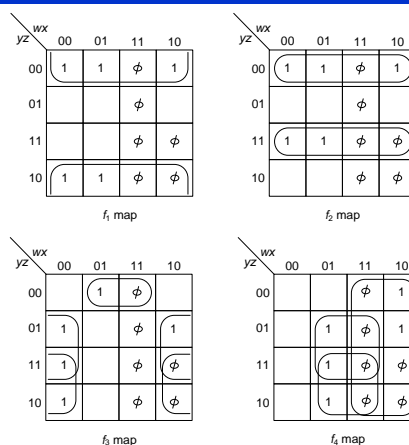 wx
yz 00 01 11 10
00 1 1 ϕ 1
01 ϕ
11 ϕ ϕ
10 1 1 ϕ ϕ
f1 map
wx
yz 00 01 11 10
00 1 1 ϕ 1
01 ϕ
11 1 1 ϕ ϕ
10 ϕ ϕ
f2 map
wx
yz 00 01 11 10
00 1 ϕ
01 1 ϕ 1
11 1 ϕ ϕ
10 1 ϕ ϕ
f3 map
wx
yz 00 01 11 10
00 ϕ 1
01 1 ϕ 1
11 1 ϕ ϕ
10 1 ϕ ϕ
f4 map